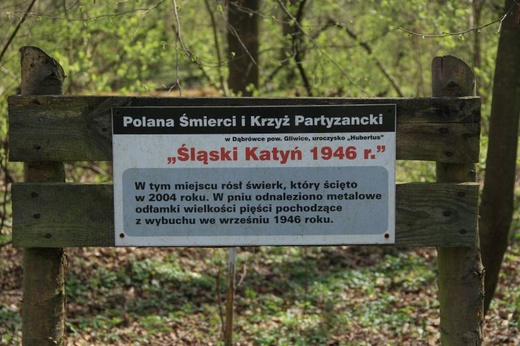 Polana Śmierci i Krzyż Partyzancki
w Dąbrówce pow. Gliwice, uroczysko „Hubertus"
„Śląski Katyń 1946 r.”
W tym miejscu rósł świerk, który ścięto
w 2004 roku. W pniu odnaleziono metalowe
odłamki wielkości pięści pochodzące
z wybuchu we wrześniu 1946 roku.